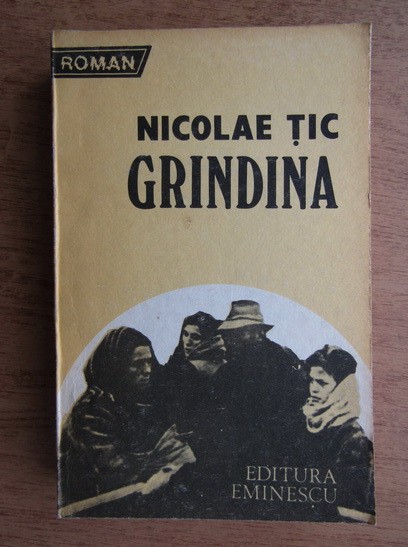 ROMAN
NICOLAE ȚIC
GRINDINA
EDITURA
EMINESCU